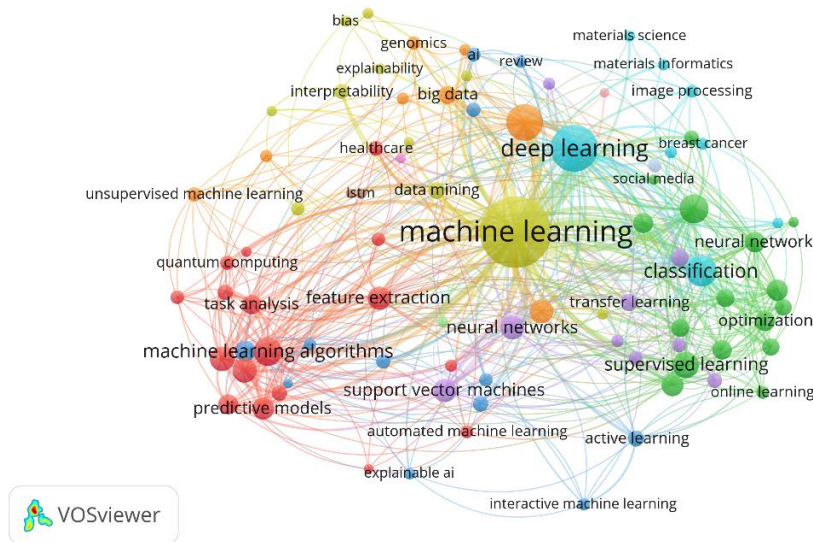 bias
materials science
genomics
ai
review
materials informatics
explainability
interpretability
big data
image processing
healthcare
deep learning
breast cancer
social media
unsupervised machine learning
lstm
data mining
machine learning
neural network
quantum computing
classification
task analysis
feature extraction
transfer learning
neural networks
optimization
machine learning algorithms
supervised learning
support vector machines
online learning
predictive models
automated machine learning
active learning
explainable ai
interactive machine learning
VOSviewer